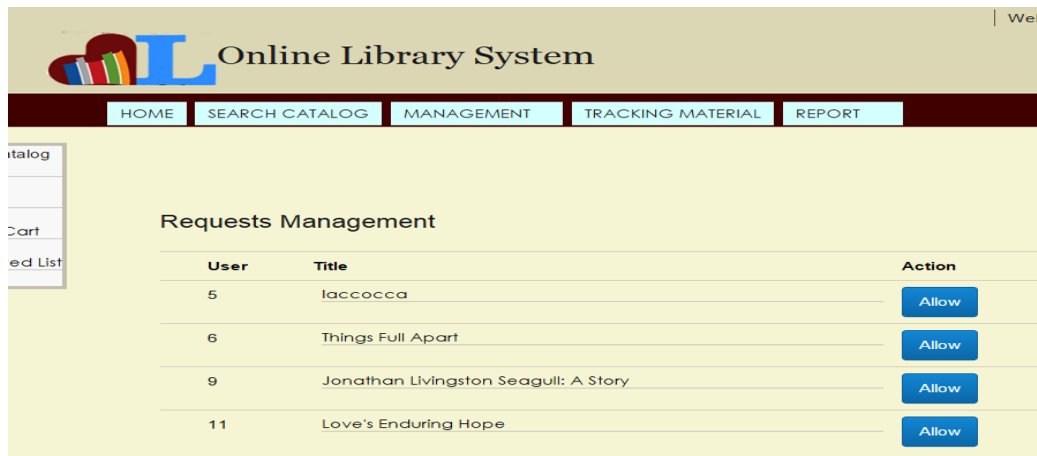 Wel
L Online Library System
HOME SEARCH CATALOG MANAGEMENT TRACKING MATERIAL REPORT
atalog
Cart
ed List
Requests Management
User Title Action
5 Iaccocca Allow
6 Things Full Apart Allow
9 Jonathan Livingston Seagull: A Story Allow
11 Love's Enduring Hope Allow